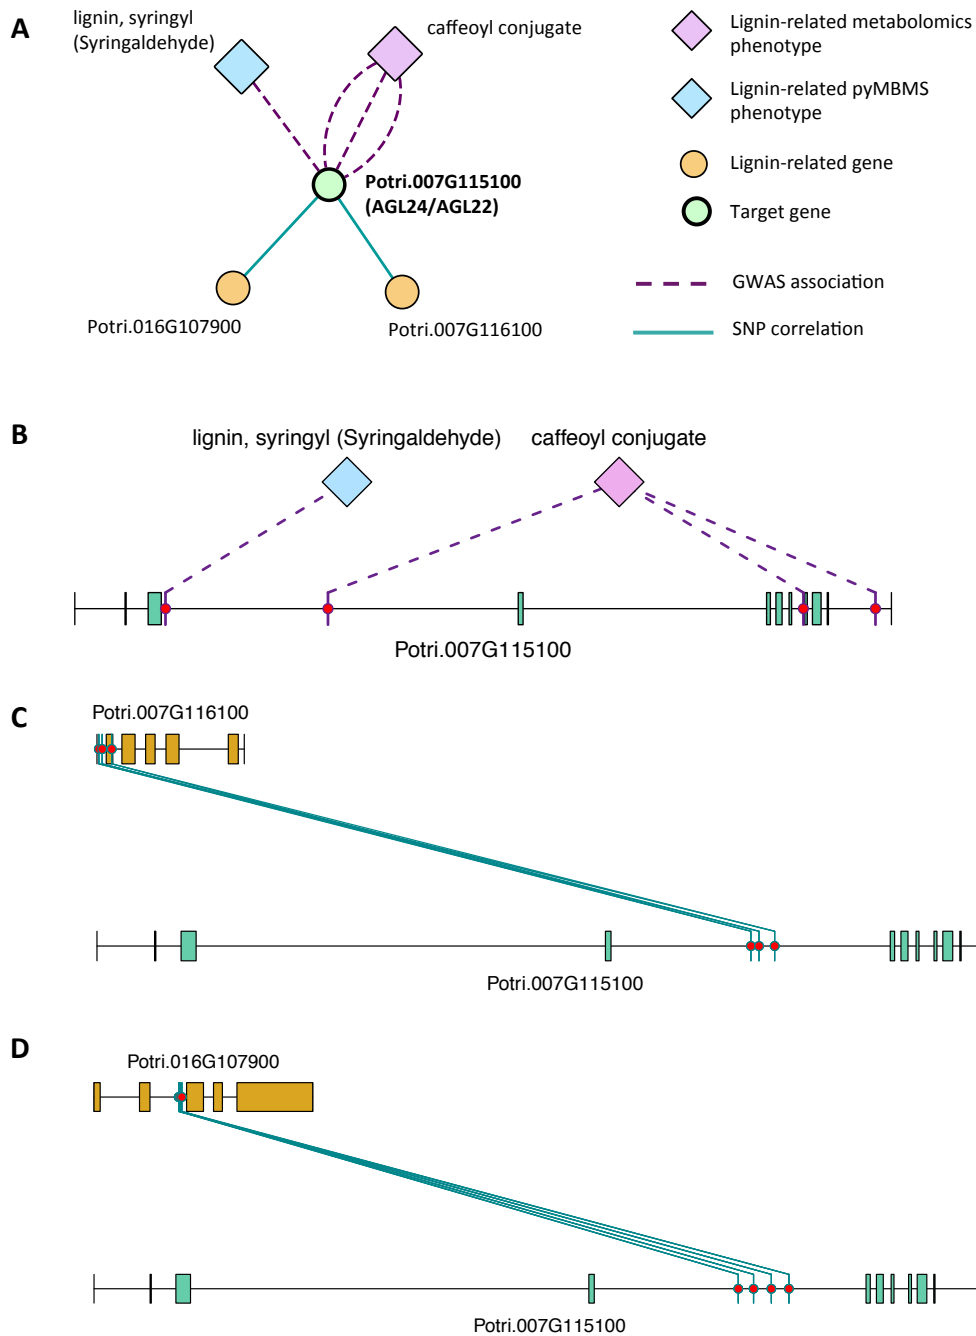 A
lignin, syringyl
(Syringaldehyde)
caffeoyl conjugate
Potri.007G115100
(AGL24/AGL22)
Potri.016G107900
Potri.007G116100
Lignin-related metabolomics
phenotype
Lignin-related pyMBMS
phenotype
Lignin-related gene
Target gene
GWAS association
SNP correlation
B
lignin, syringyl (Syringaldehyde)
caffeoyl conjugate
Potri.007G115100
C
Potri.007G116100
Potri.007G115100
D
Potri.016G107900
Potri.007G115100